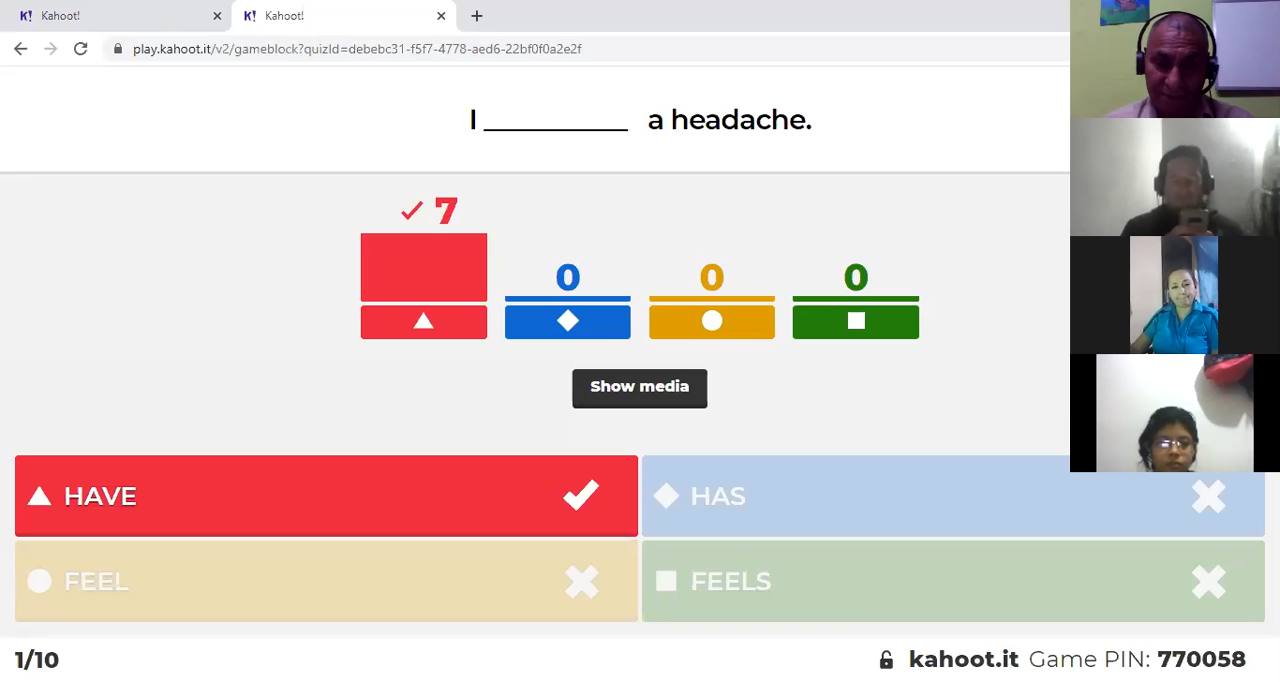 K! Kahoot!
K! Kahoot!
play.kahoot.it/v2/gameblock?quizId=debebc31-f5f7-4778-aed6-22bf0f0a2e2f
I __________ a headache.
7
0
0
0
Show media
HAVE
HAS
FEEL
FEELS
1/10
kahoot.it Game PIN: 770058